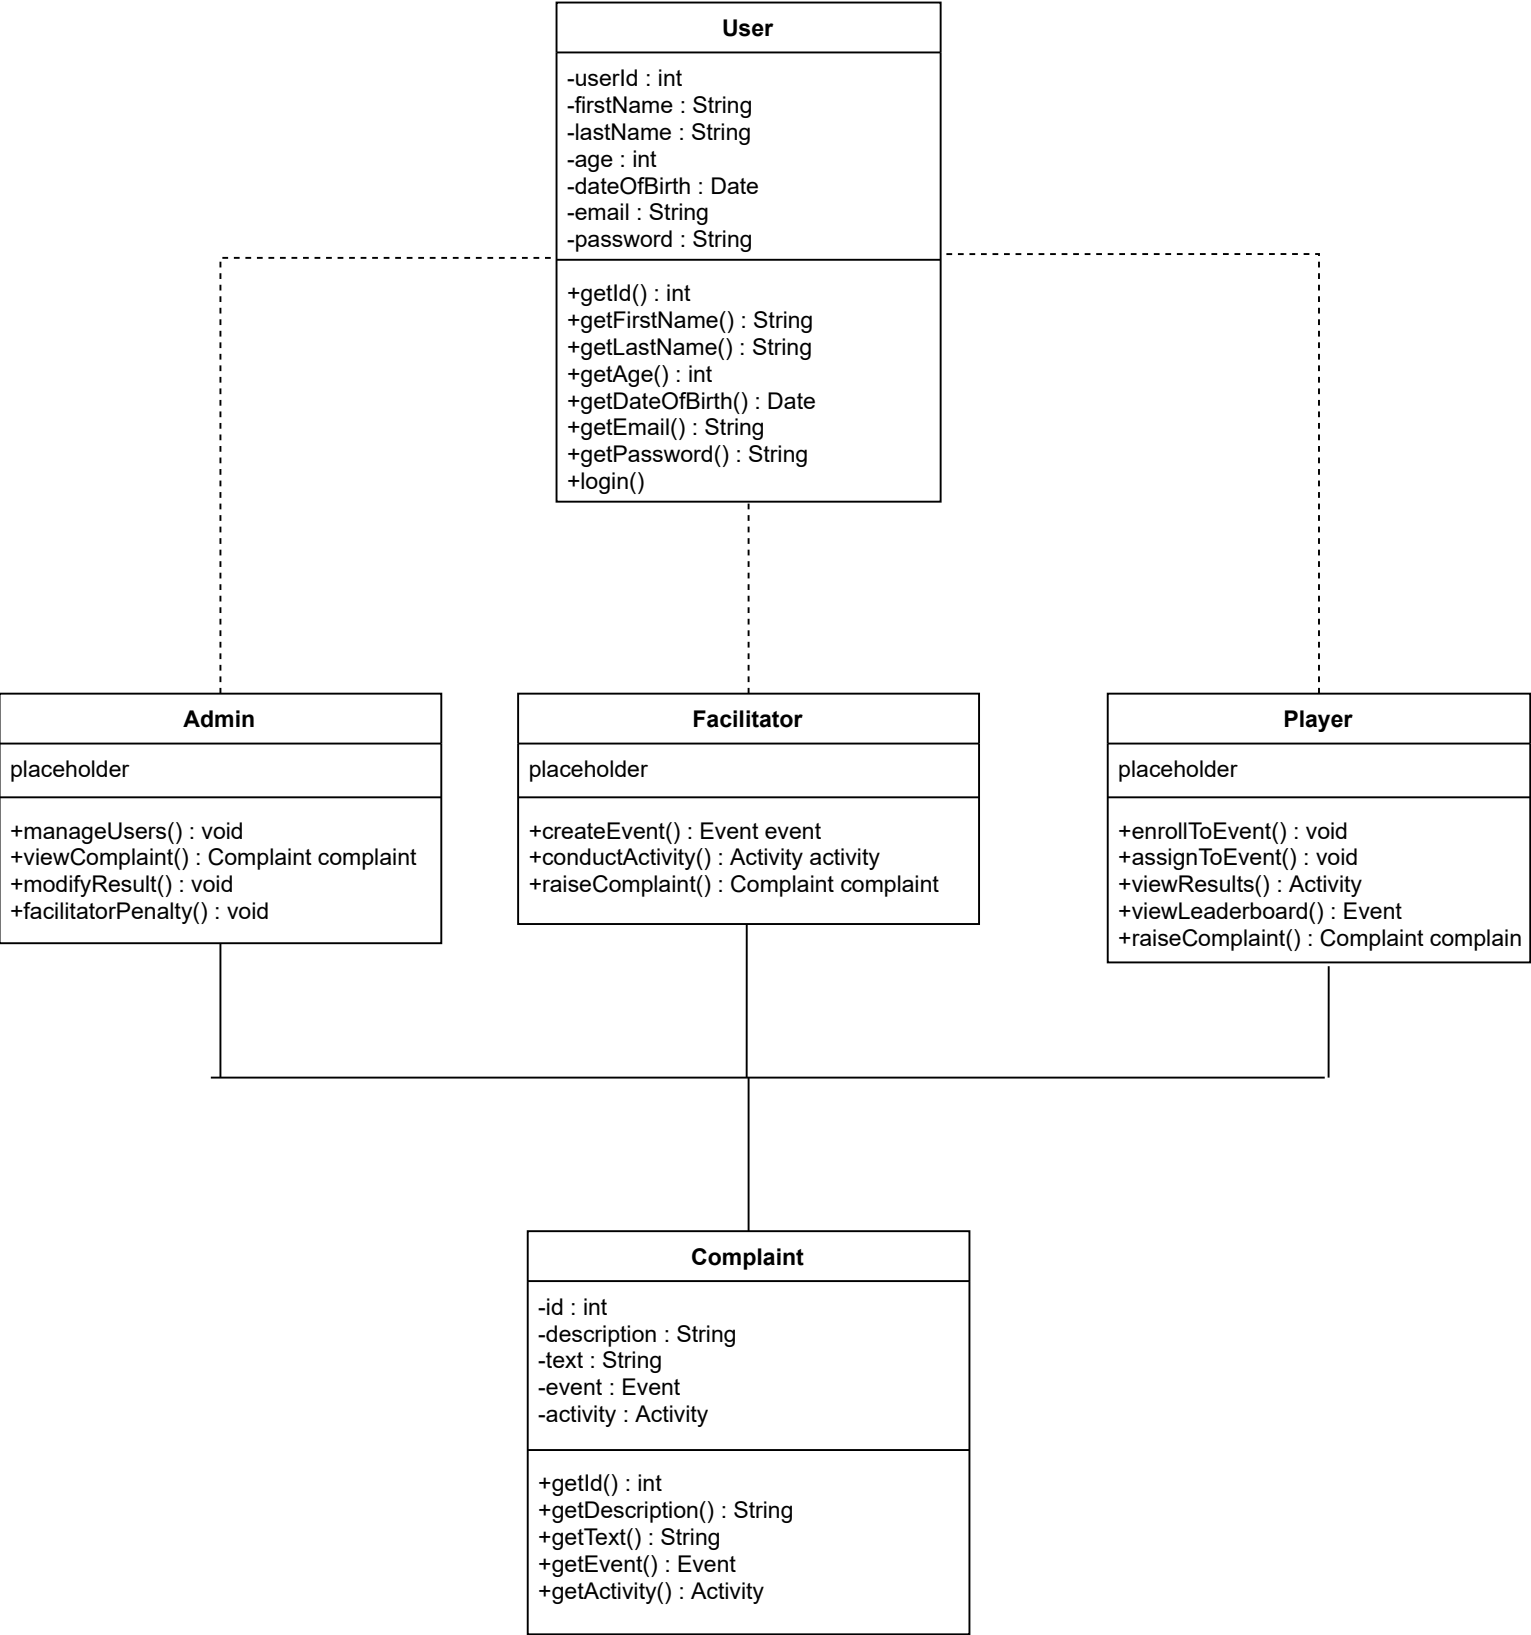 User
-userId : int
-firstName : String
-lastName : String
-age : int
-dateOfBirth : Date
-email : String
-password : String
+getId() : int
+getFirstName() : String
+getLastName() : String
+getAge() : int
+getDateOfBirth() : Date
+getEmail() : String
+getPassword() : String
+login()
Admin
placeholder
+manageUsers() : void
+viewComplaint() : Complaint complaint
+modifyResult() : void
+facilitatorPenalty() : void
Facilitator
placeholder
+createEvent() : Event event
+conductActivity() : Activity activity
+raiseComplaint() : Complaint complaint
Player
placeholder
+enrollToEvent() : void
+assignToEvent() : void
+viewResults() : Activity
+viewLeaderboard() : Event
+raiseComplaint() : Complaint complain
Complaint
-id : int
-description : String
-text : String
-event : Event
-activity : Activity
+getId() : int
+getDescription() : String
+getText() : String
+getEvent() : Event
+getActivity() : Activity